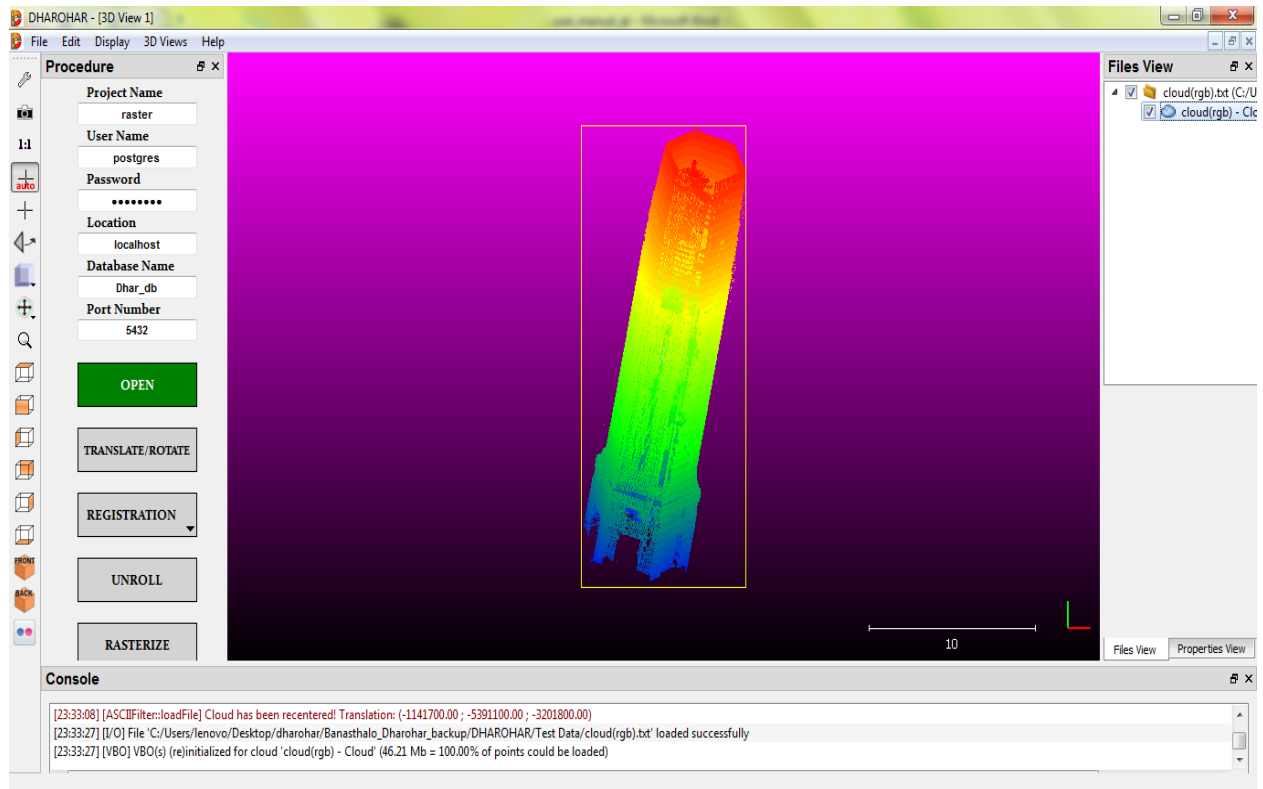 DHAROHAR - [3D View 1]
File Edit Display 3D Views Help
Procedure
Project Name
raster
User Name
postgres
Password
••••••••
Location
localhost
Database Name
Dhar_db
Port Number
5432
OPEN
TRANSLATE/ROTATE
REGISTRATION
UNROLL
RASTERIZE
1:1
auto
FRONT
BACK
10
Files View
cloud(rgb).txt (C:/U
cloud(rgb) - Clo
Files View Properties View
Console
[23:33:08] [ASCIIFilter::loadFile] Cloud has been recentered! Translation: (-1141700.00 ; -5391100.00 ; -3201800.00)
[23:33:27] [I/O] File 'C:/Users/lenovo/Desktop/dharohar/Banasthalo_Dharohar_backup/DHAROHAR/Test Data/cloud(rgb).txt' loaded successfully
[23:33:27] [VBO] VBO(s) (re)initialized for cloud 'cloud(rgb) - Cloud' (46.21 Mb = 100.00% of points could be loaded)